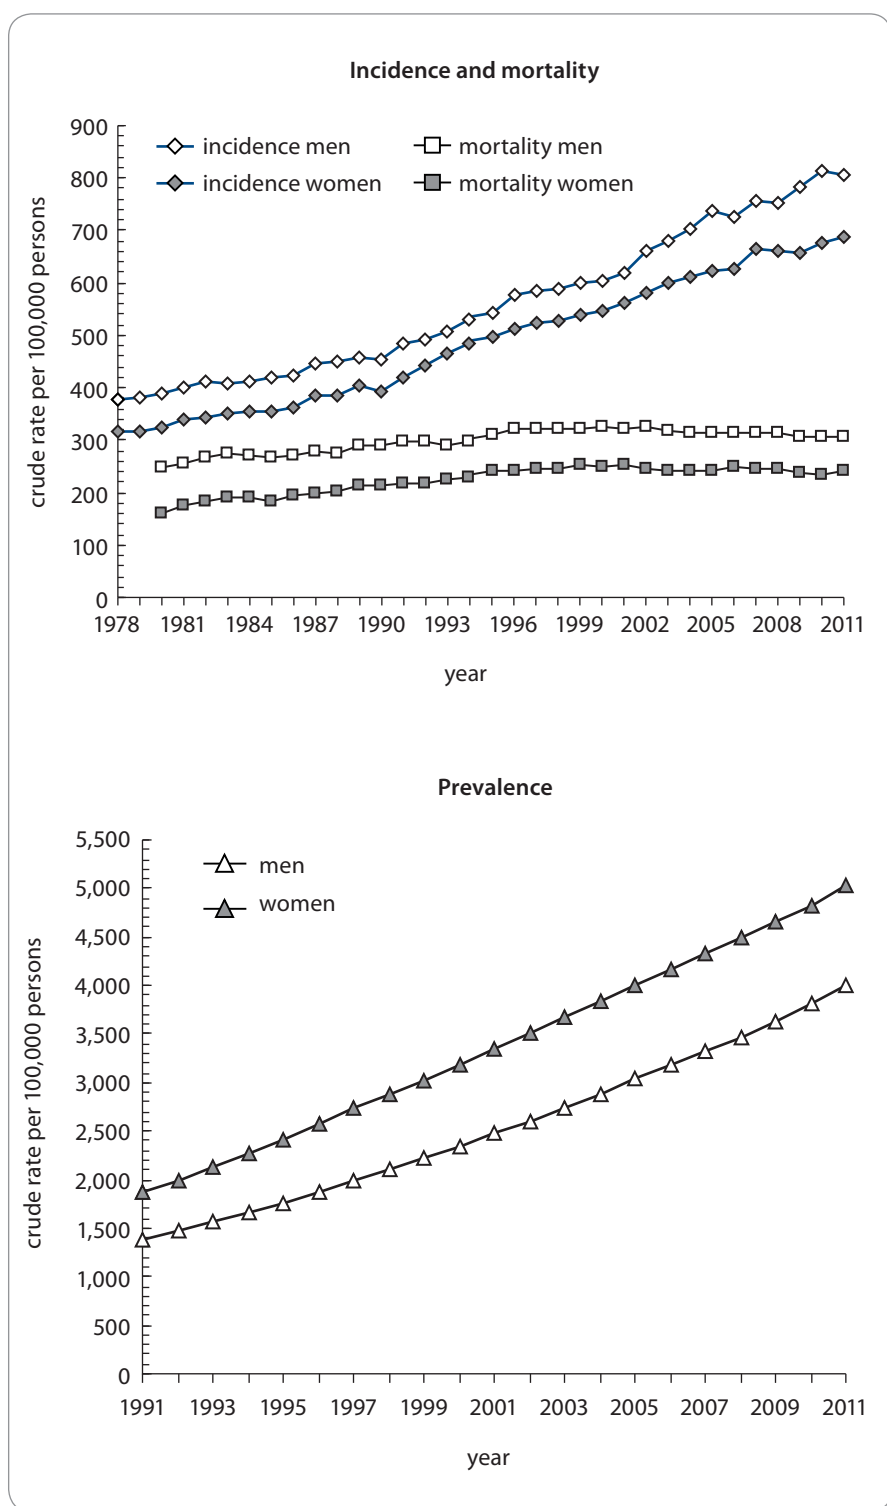 Incidence and mortality
900
800
700
600
500
400
300
200
100
0
incidence men
mortality men
incidence women
mortality women
crude rate per 100,000 persons
1978 1981 1984 1987 1990 1993 1996 1999 2002 2005 2008 2011
year
Prevalence
5,500
5,000
4,500
4,000
3,500
3,000
2,500
2,000
1,500
1,000
500
0
men
women
crude rate per 100,000 persons
1991 1993 1995 1997 1999 2001 2003 2005 2007 2009 2011
year